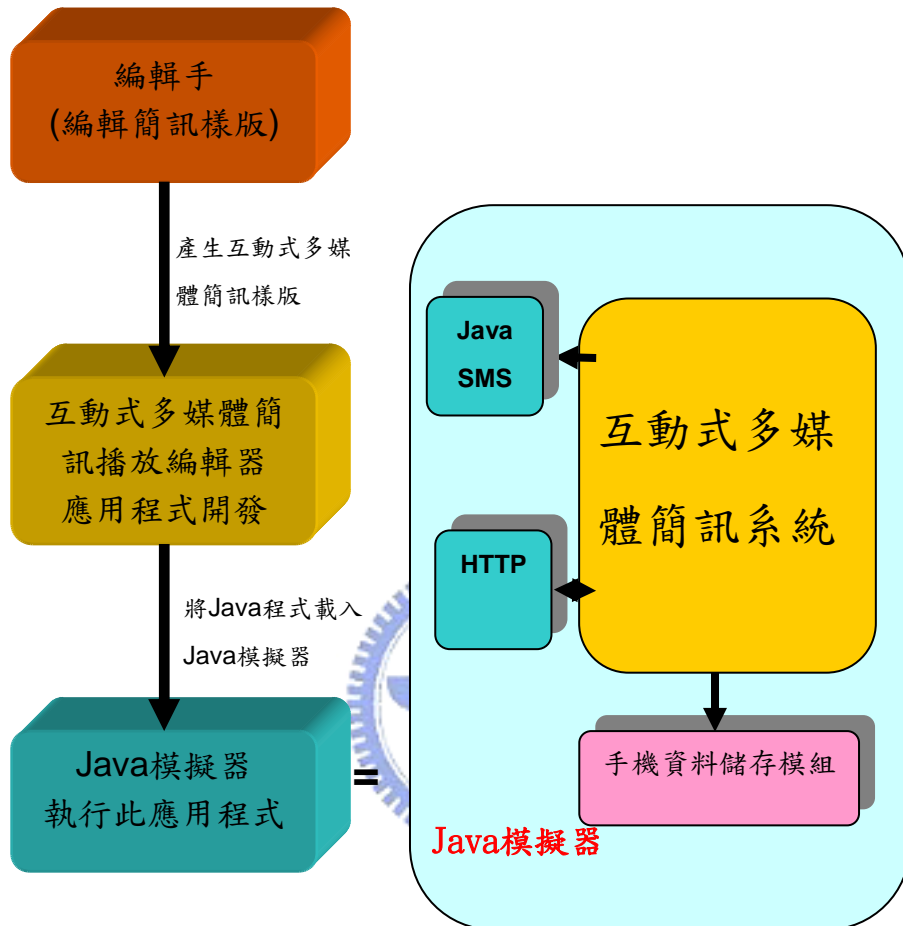 編輯手
(編輯簡訊樣版)
產生互動式多媒
體簡訊樣版
互動式多媒體簡
訊播放編輯器
應用程式開發
將Java程式載入
Java模擬器
Java模擬器
執行此應用程式
=
Java
SMS
HTTP
互動式多媒
體簡訊系統
手機資料儲存模組
Java模擬器